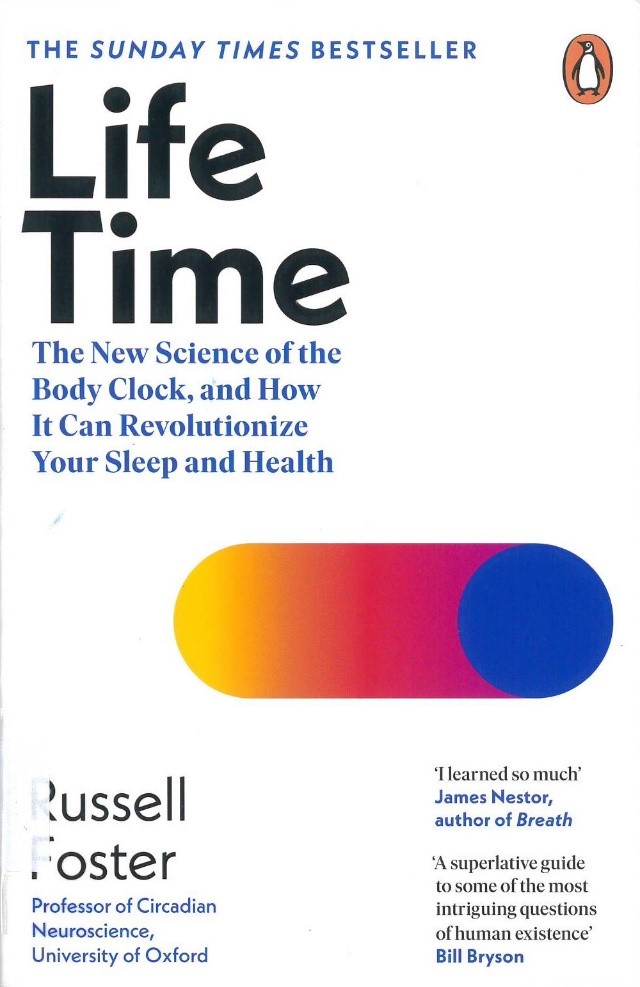 THE SUNDAY TIMES BESTSELLER
Life
Time
The New Science of the
Body Clock, and How
It Can Revolutionize
Your Sleep and Health
Russell
Foster
Professor of Circadian
Neuroscience,
University of Oxford
'I learned so much'
James Nestor,
author of Breath
'A superlative guide
to some of the most
intriguing questions
of human existence'
Bill Bryson